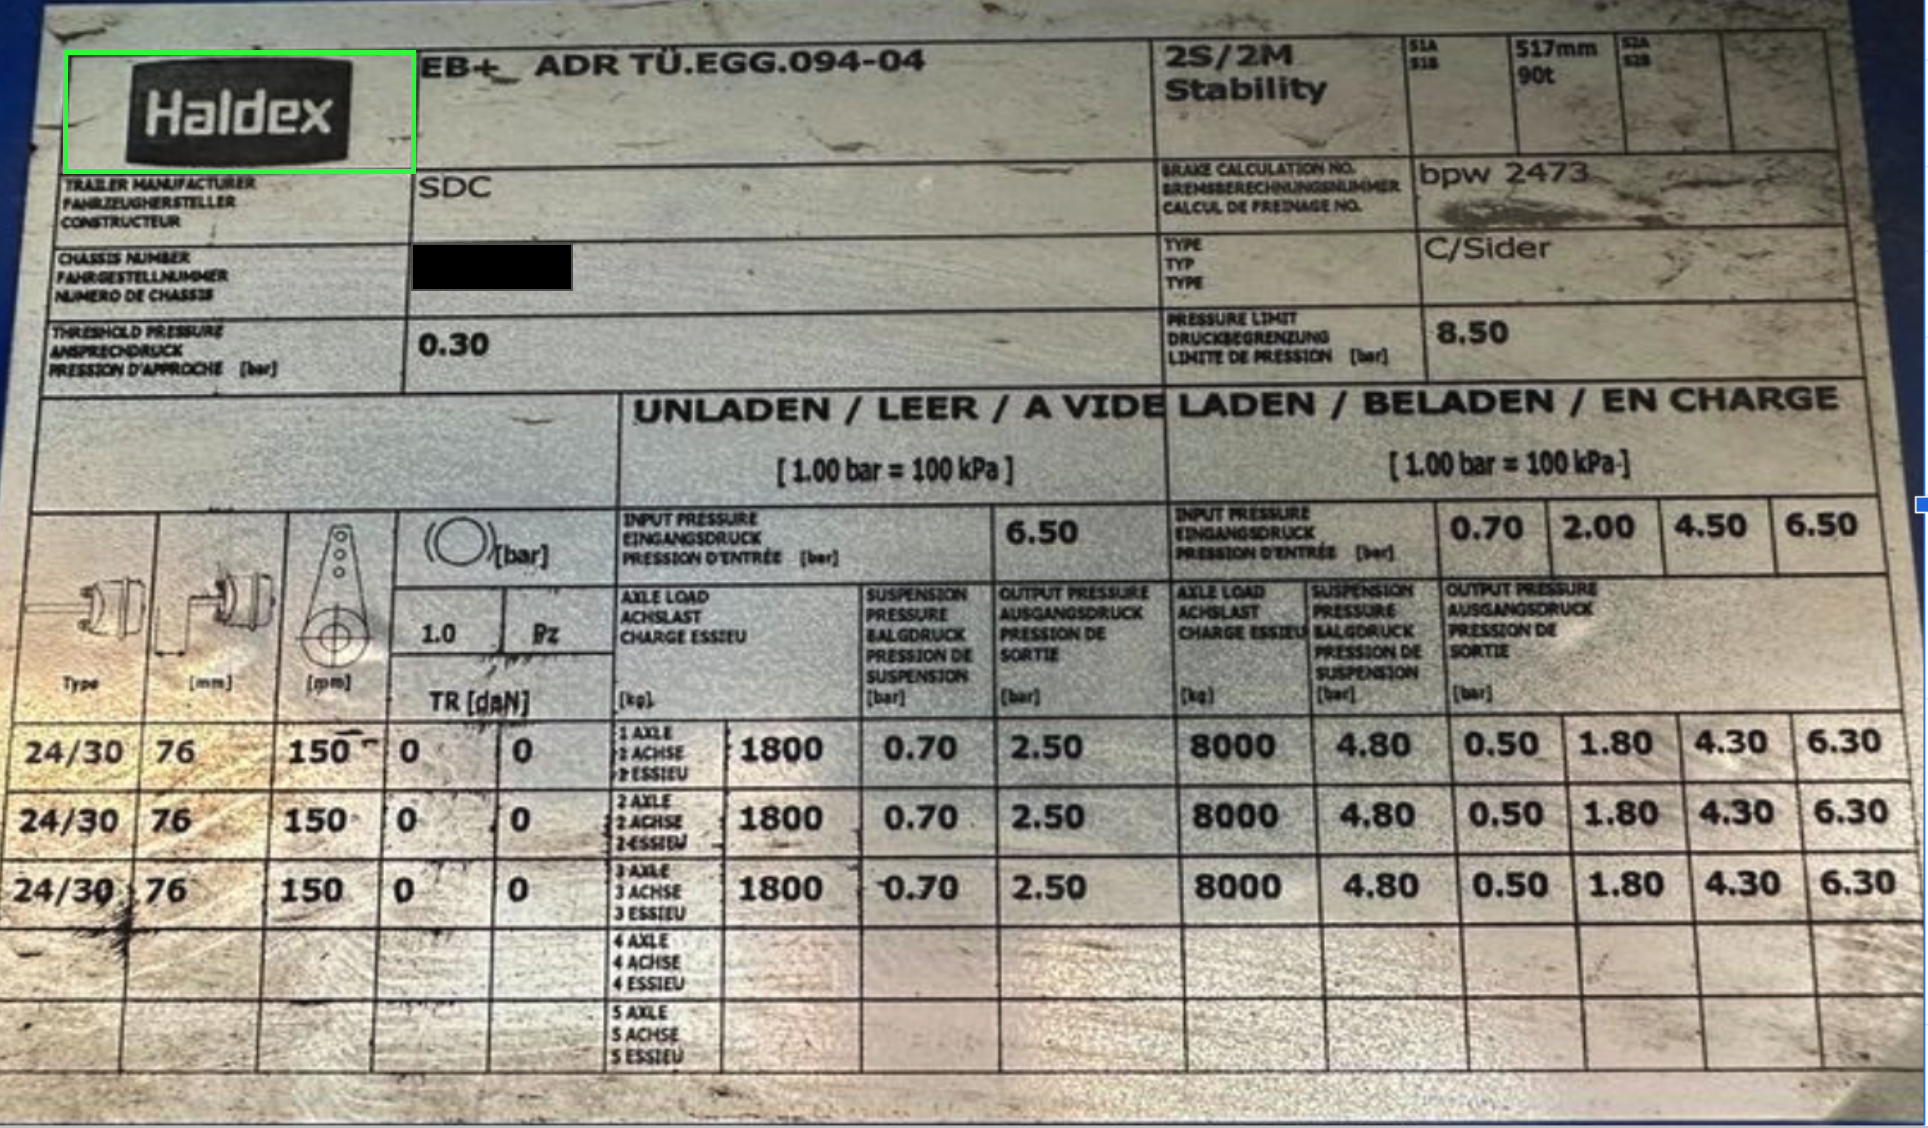 Haldex
EB+ ADR TÜ.EGG.094-04
2S/2M
Stability
S1A
S1B
517mm
90t
S2A
S2B
TRAILER MANUFACTURER
FAHRZEUGHERSTELLER
CONSTRUCTEUR
SDC
BRAKE CALCULATION NO.
BREMSBERECHNUNGSNUMMER
CALCUL DE FREINAGE NO.
bpw 2473
CHASSIS NUMBER
FAHRGESTELLNUMMER
NUMERO DE CHASSIS
TYPE
TYP
TYPE
C/Sider
THRESHOLD PRESSURE
ANSPRECHDRUCK
PRESSION D'APPROCHE [bar]
0.30
PRESSURE LIMIT
DRUCKBEGRENZUNG
LIMITE DE PRESSION [bar]
8.50
UNLADEN / LEER / A VIDE
[ 1.00 bar = 100 kPa ]
LADEN / BELADEN / EN CHARGE
[ 1.00 bar = 100 kPa ]
[bar]
INPUT PRESSURE
EINGANGSDRUCK
PRESSION D'ENTRÉE [bar]
6.50
INPUT PRESSURE
EINGANGSDRUCK
PRESSION D'ENTRÉE [bar]
0.70 2.00 4.50 6.50
Type
[mm]
[mm]
1.0 Pz
TR [daN]
AXLE LOAD
ACHSLAST
CHARGE ESSIEU
[kg]
SUSPENSION
PRESSURE
BALGDRUCK
PRESSION DE
SUSPENSION
[bar]
OUTPUT PRESSURE
AUSGANGSDRUCK
PRESSION DE
SORTIE
[bar]
AXLE LOAD
ACHSLAST
CHARGE ESSIEU
[kg]
SUSPENSION
PRESSURE
BALGDRUCK
PRESSION DE
SUSPENSION
[bar]
OUTPUT PRESSURE
AUSGANGSDRUCK
PRESSION DE
SORTIE
[bar]
24/30 76 150 0 0
1 AXLE
1 ACHSE
1 ESSIEU
1800 0.70 2.50 8000 4.80 0.50 1.80 4.30 6.30
24/30 76 150 0 0
2 AXLE
2 ACHSE
2 ESSIEU
1800 0.70 2.50 8000 4.80 0.50 1.80 4.30 6.30
24/30 76 150 0 0
3 AXLE
3 ACHSE
3 ESSIEU
1800 0.70 2.50 8000 4.80 0.50 1.80 4.30 6.30
4 AXLE
4 ACHSE
4 ESSIEU
5 AXLE
5 ACHSE
5 ESSIEU